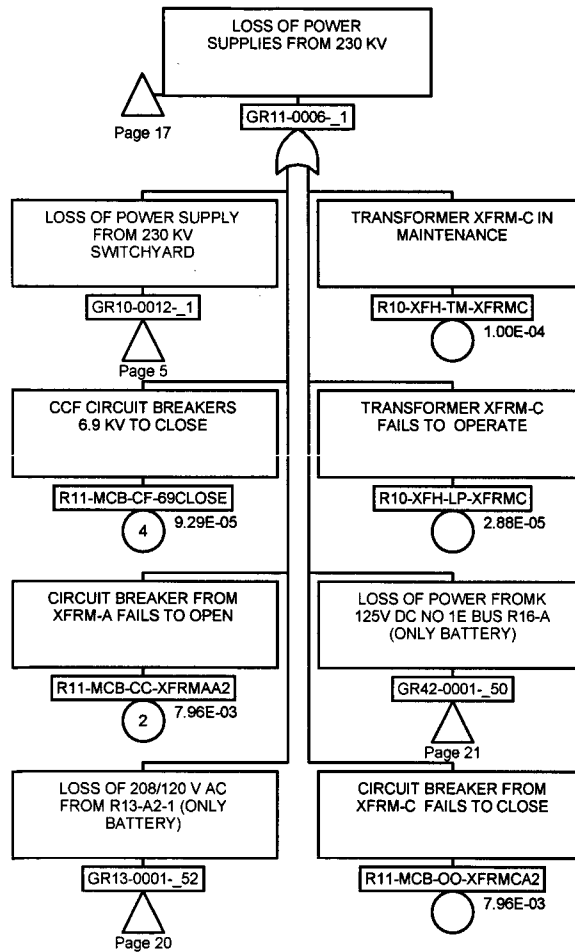 LOSS OF POWER
SUPPLIES FROM 230 KV
Page 17
GR11-0006-_1
LOSS OF POWER SUPPLY
FROM 230 KV
SWITCHYARD
GR10-0012-_1
Page 5
TRANSFORMER XFRM-C IN
MAINTENANCE
R10-XFH-TM-XFRMC
1.00E-04
CCF CIRCUIT BREAKERS
6.9 KV TO CLOSE
R11-MCB-CF-69CLOSE
4
9.29E-05
TRANSFORMER XFRM-C
FAILS TO OPERATE
R10-XFH-LP-XFRMC
2.88E-05
CIRCUIT BREAKER FROM
XFRM-A FAILS TO OPEN
R11-MCB-CC-XFRMAA2
2
7.96E-03
LOSS OF POWER FROMK
125V DC NO 1E BUS R16-A
(ONLY BATTERY)
GR42-0001-_50
Page 21
LOSS OF 208/120 V AC
FROM R13-A2-1 (ONLY
BATTERY)
GR13-0001-_52
Page 20
CIRCUIT BREAKER FROM
XFRM-C FAILS TO CLOSE
R11-MCB-OO-XFRMCA2
7.96E-03